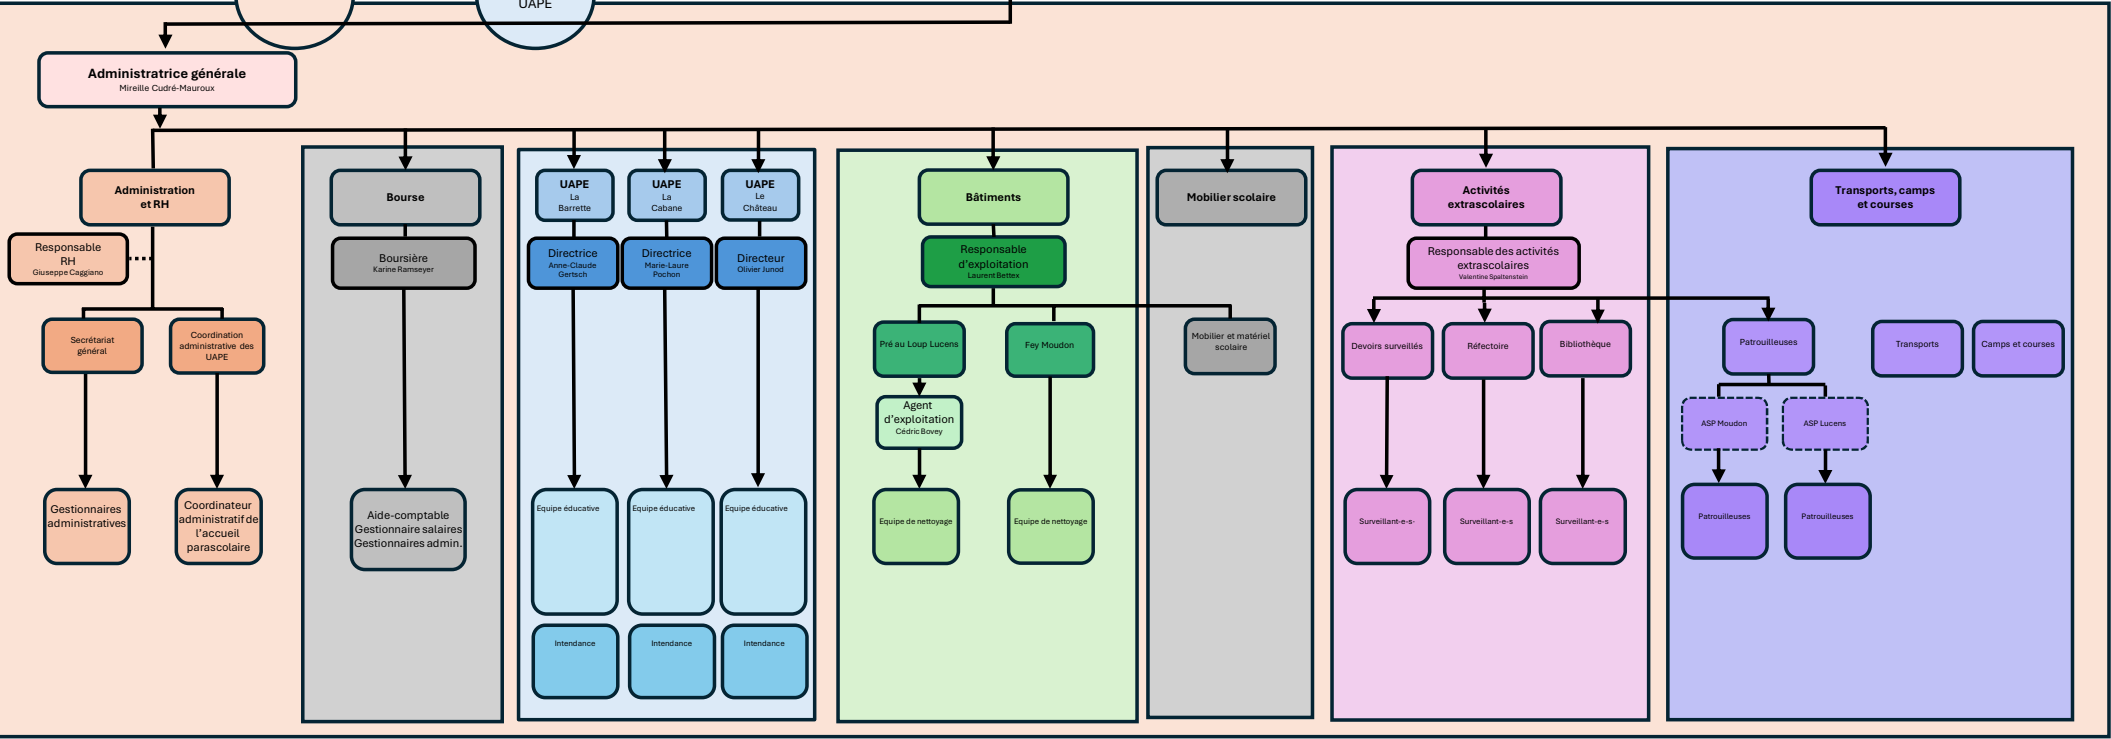 UAPE
Administratrice générale
Mireille Cudré-Mauroux
Administration
et RH
Responsable
RH
Giuseppe Caggiano
Secrétariat
général
Coordination
administrative des
UAPE
Gestionnaires
administratives
Coordinateur
administratif de
l'accueil
parascolaire
Bourse
Boursière
Karine Ramseyer
Aide-comptable
Gestionnaire salaires
Gestionnaires admin.
UAPE
La
Barrette
Directrice
Anne-Claude
Gertsch
Equipe éducative
Intendance
UAPE
La
Cabane
Directrice
Marie-Laure
Pochon
Equipe éducative
Intendance
UAPE
Le
Château
Directeur
Olivier Junod
Equipe éducative
Intendance
Bâtiments
Responsable
d'exploitation
Laurent Bettex
Pré au Loup Lucens
Agent
d'exploitation
Cédric Bovey
Equipe de nettoyage
Fey Moudon
Equipe de nettoyage
Mobilier scolaire
Mobilier et matériel
scolaire
Activités
extrascolaires
Responsable des activités
extrascolaires
Valentine Spaltenstein
Devoirs surveillés
Surveillant-e-s-
Réfectoire
Surveillant-e-s
Bibliothèque
Surveillant-e-s
Transports, camps
et courses
Patrouilleuses
ASP Moudon
Patrouilleuses
ASP Lucens
Patrouilleuses
Transports
Camps et courses